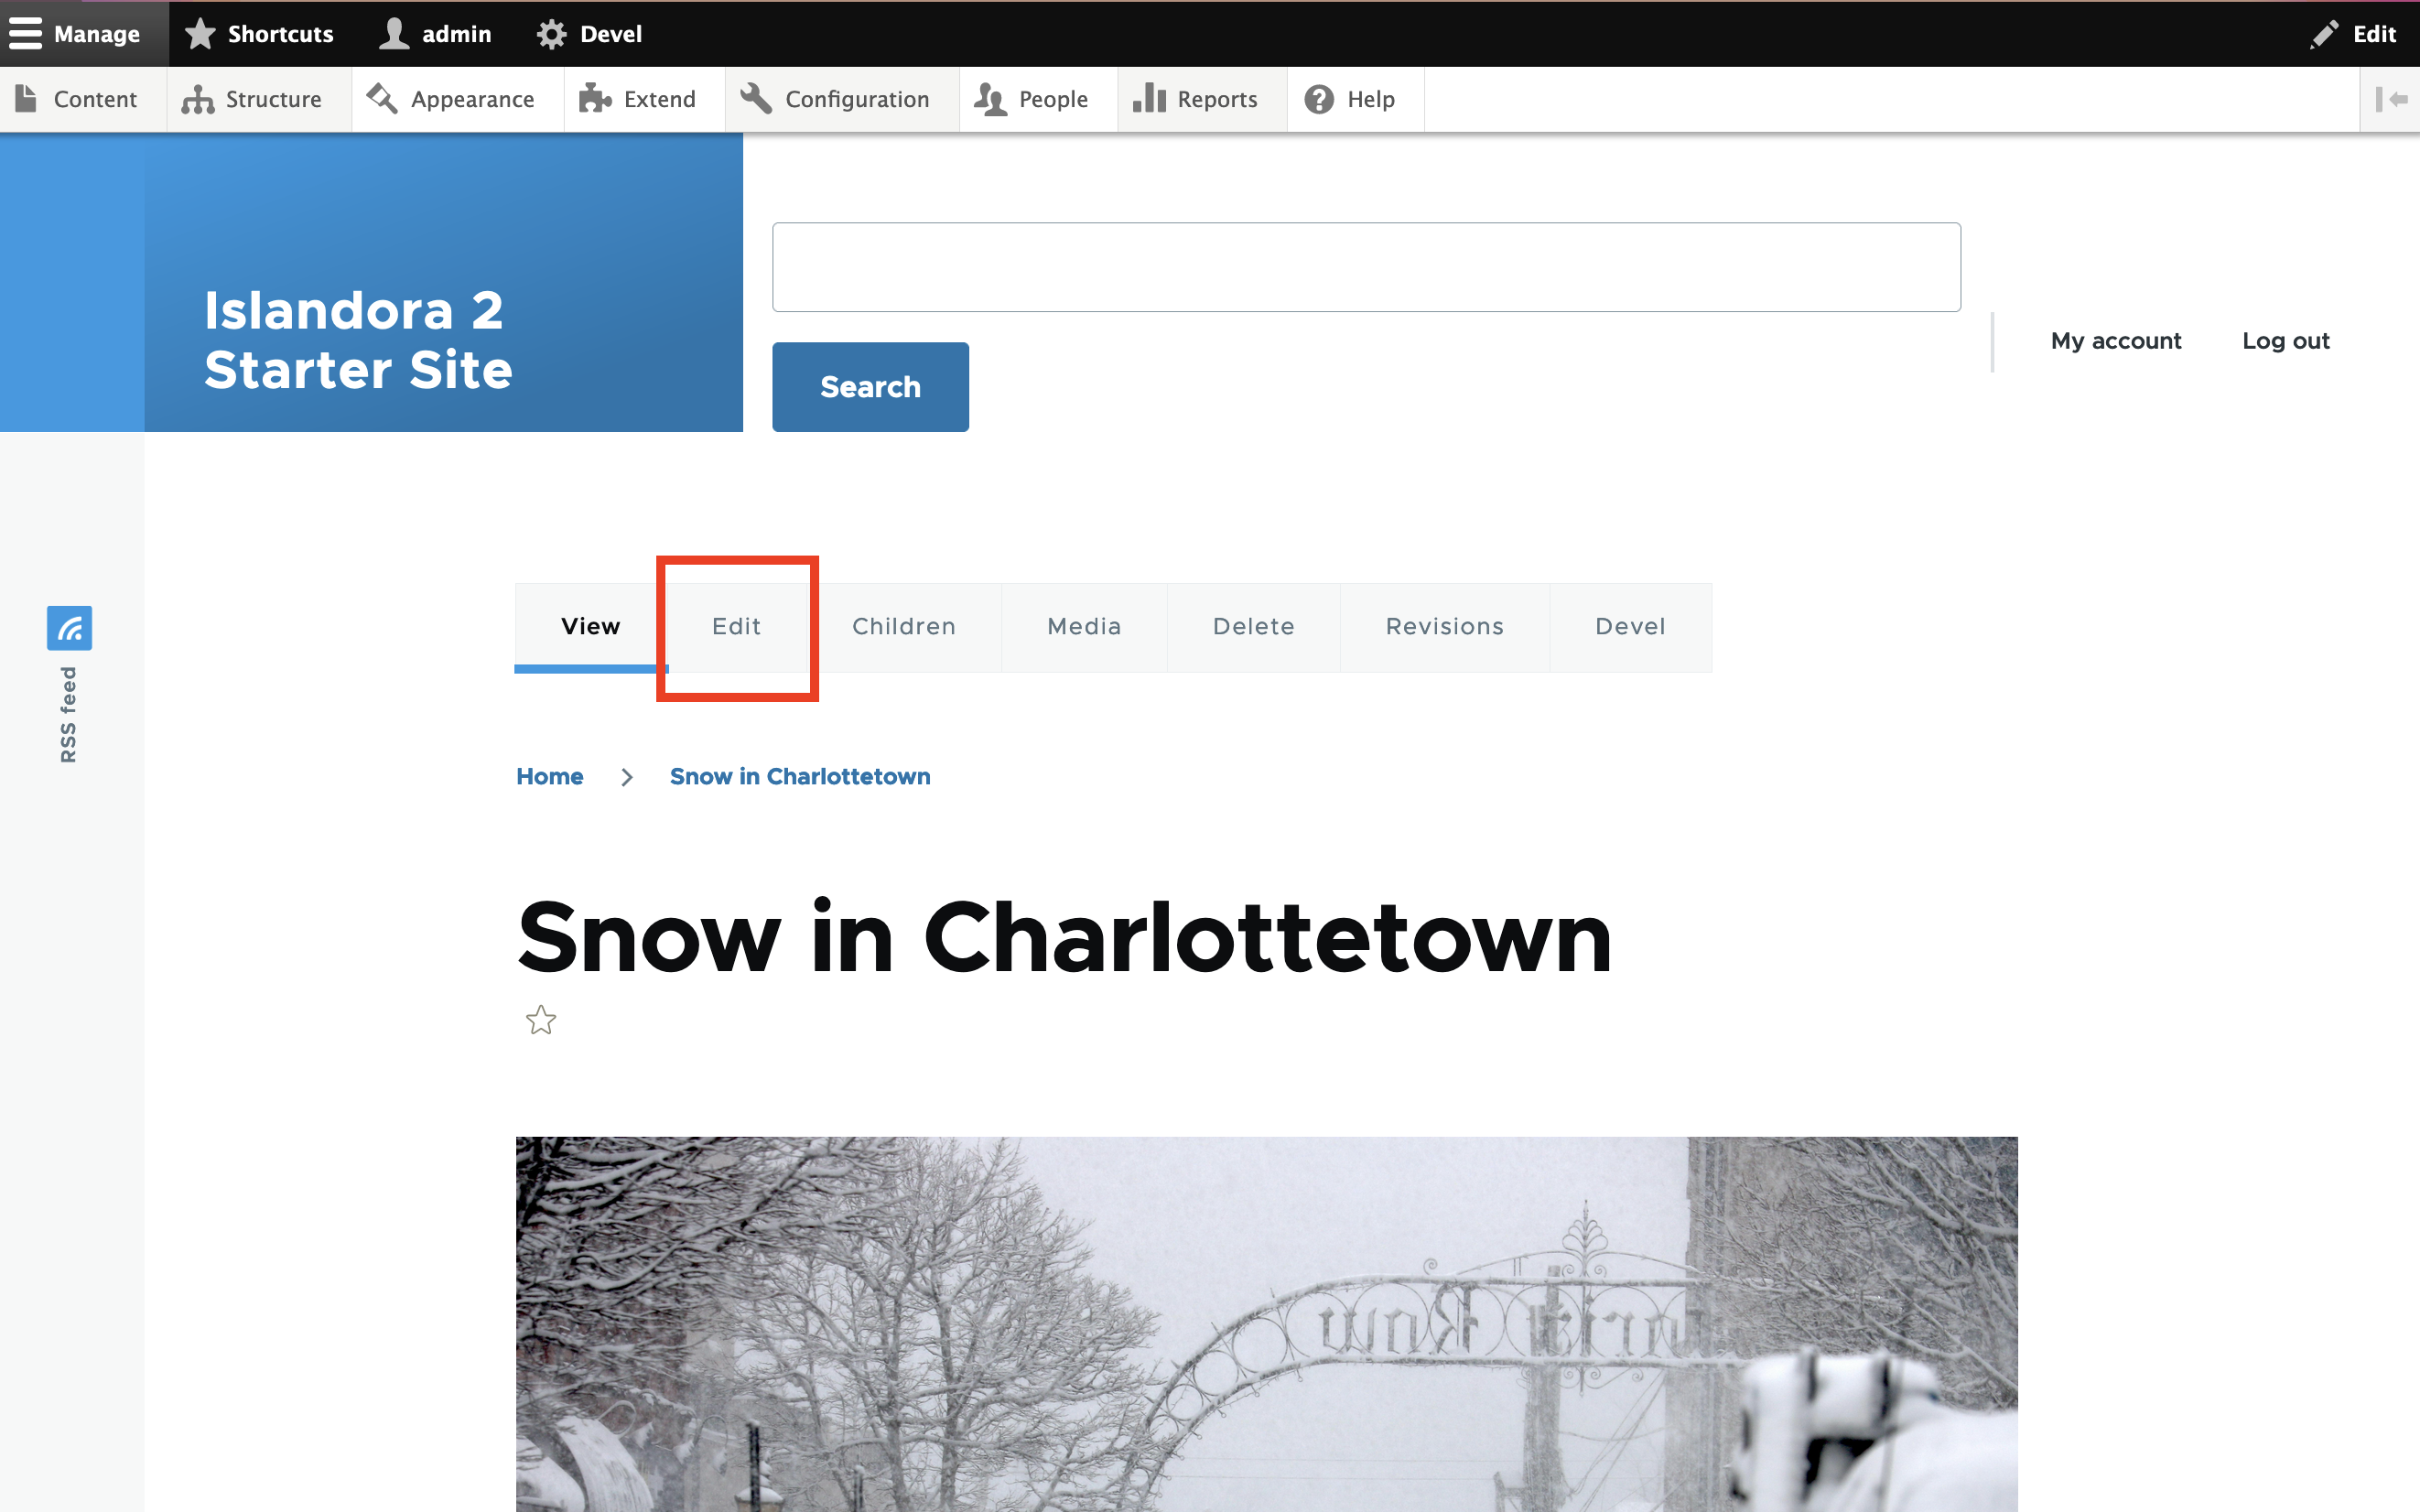 Manage Shortcuts admin Devel Edit
Content Structure Appearance Extend Configuration People Reports Help
Islandora 2
Starter Site
Search
My account Log out
View Edit Children Media Delete Revisions Devel
RSS feed
Home Snow in Charlottetown
Snow in Charlottetown
Row